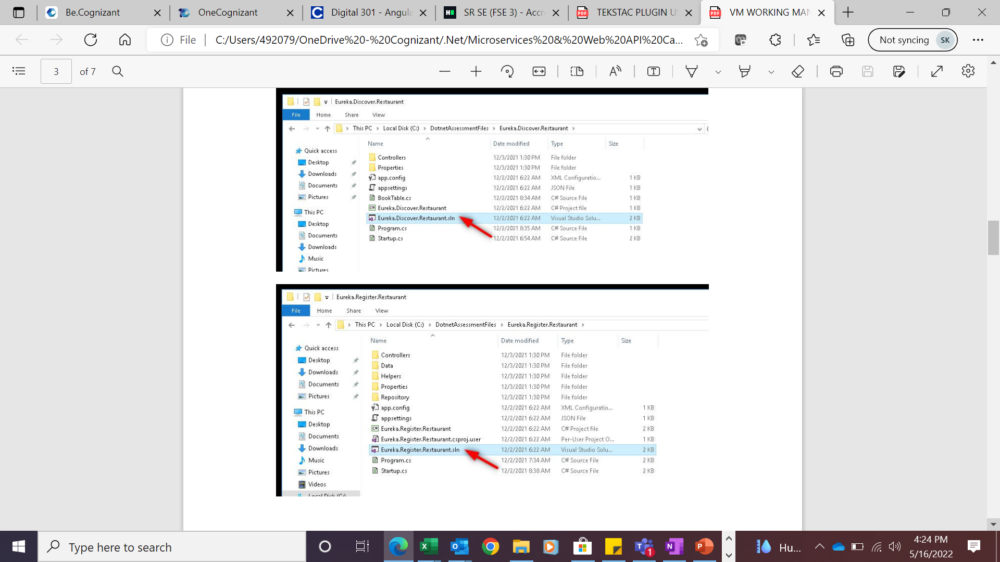 Be.Cognizant
OneCognizant
Digital 301 - Angula
SR SE (FSE 3) - Accr
TEKSTAC PLUGIN U
VM WORKING MAN
File
C:/Users/492079/OneDrive%20-%20Cognizant/.Net/Microservices%20&%20Web%20API%20Ca...
Not syncing
SK
3 of 7
Eureka.Discover.Restaurant
File Home Share View
This PC > Local Disk (C:) > DotnetAssessmentFiles > Eureka.Discover.Restaurant >
Name Date modified Type Size
Quick access
Desktop
Downloads
Documents
Pictures
This PC
Desktop
Documents
Downloads
Music
Pictures
Controllers 12/3/2021 1:30 PM File folder
Properties 12/3/2021 1:30 PM File folder
app.config 12/2/2021 6:22 AM XML Configuratio... 1 KB
appsettings 12/2/2021 6:22 AM JSON File 1 KB
BookTable.cs 12/2/2021 8:34 AM C# Source File 1 KB
Eureka.Discover.Restaurant 12/2/2021 6:22 AM C# Project file 1 KB
Eureka.Discover.Restaurant.sln 12/2/2021 6:22 AM Visual Studio Solu... 2 KB
Program.cs 12/2/2021 8:35 AM C# Source File 1 KB
Startup.cs 12/2/2021 6:54 AM C# Source File 2 KB
Eureka.Register.Restaurant
File Home Share View
This PC > Local Disk (C:) > DotnetAssessmentFiles > Eureka.Register.Restaurant >
Name Date modified Type Size
Quick access
Desktop
Downloads
Documents
Pictures
This PC
Desktop
Documents
Downloads
Music
Pictures
Videos
Local Disk (C:)
Controllers 12/3/2021 1:30 PM File folder
Data 12/3/2021 1:30 PM File folder
Helpers 12/3/2021 1:30 PM File folder
Properties 12/3/2021 1:30 PM File folder
Repository 12/3/2021 1:30 PM File folder
app.config 12/2/2021 6:22 AM XML Configuratio... 1 KB
appsettings 12/2/2021 6:22 AM JSON File 1 KB
Eureka.Register.Restaurant 12/2/2021 6:22 AM C# Project file 2 KB
Eureka.Register.Restaurant.csproj.user 12/2/2021 6:22 AM Per-User Project O... 1 KB
Eureka.Register.Restaurant.sln 12/2/2021 6:22 AM Visual Studio Solu... 2 KB
Program.cs 12/2/2021 7:34 AM C# Source File 2 KB
Startup.cs 12/2/2021 8:38 AM C# Source File 2 KB
Type here to search
1
Hu...
4:24 PM
5/16/2022